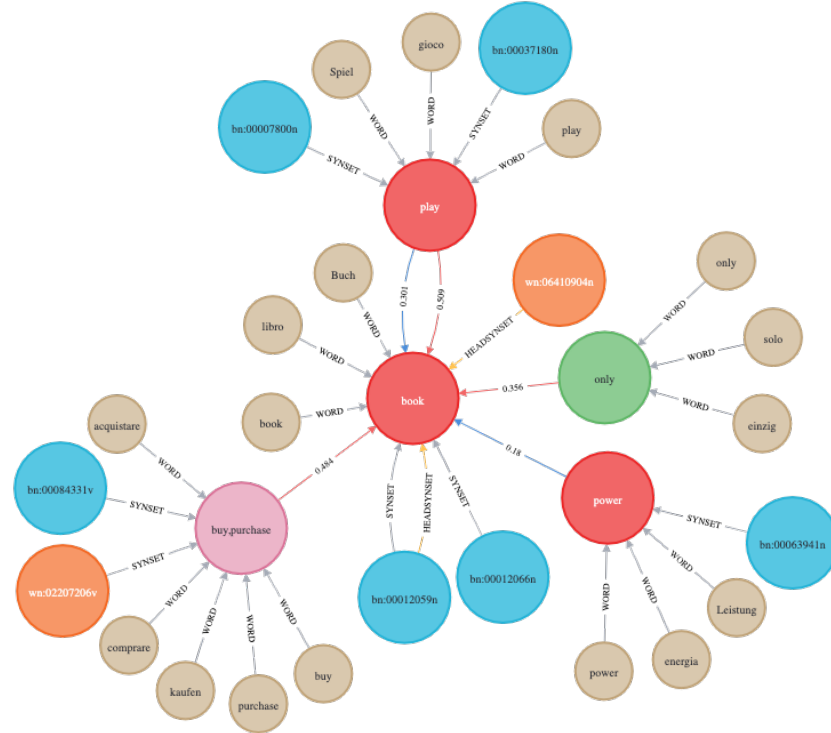 gioco
bn:00037180n
Spiel
bn:00007800n
play
WORD
WORD
SYNSET
SYNSET
WORD
play
Buch
wn:06410904n
only
0.301
0.509
WORD
WORD
libro
HEADSYNSET
solo
WORD
WORD
only
0.356
book
book
WORD
WORD
einzig
acquistare
0.18
WORD
0.484
bn:00084331v
SYNSET
SYNSET
HEADSYNSET
SYNSET
power
SYNSET
bn:00063941n
buy,purchase
wn:02207206v
SYNSET
bn:00012066n
bn:00012059n
WORD
WORD
WORD
WORD
WORD
WORD
WORD
Leistung
comprare
kaufen
purchase
buy
power
energia